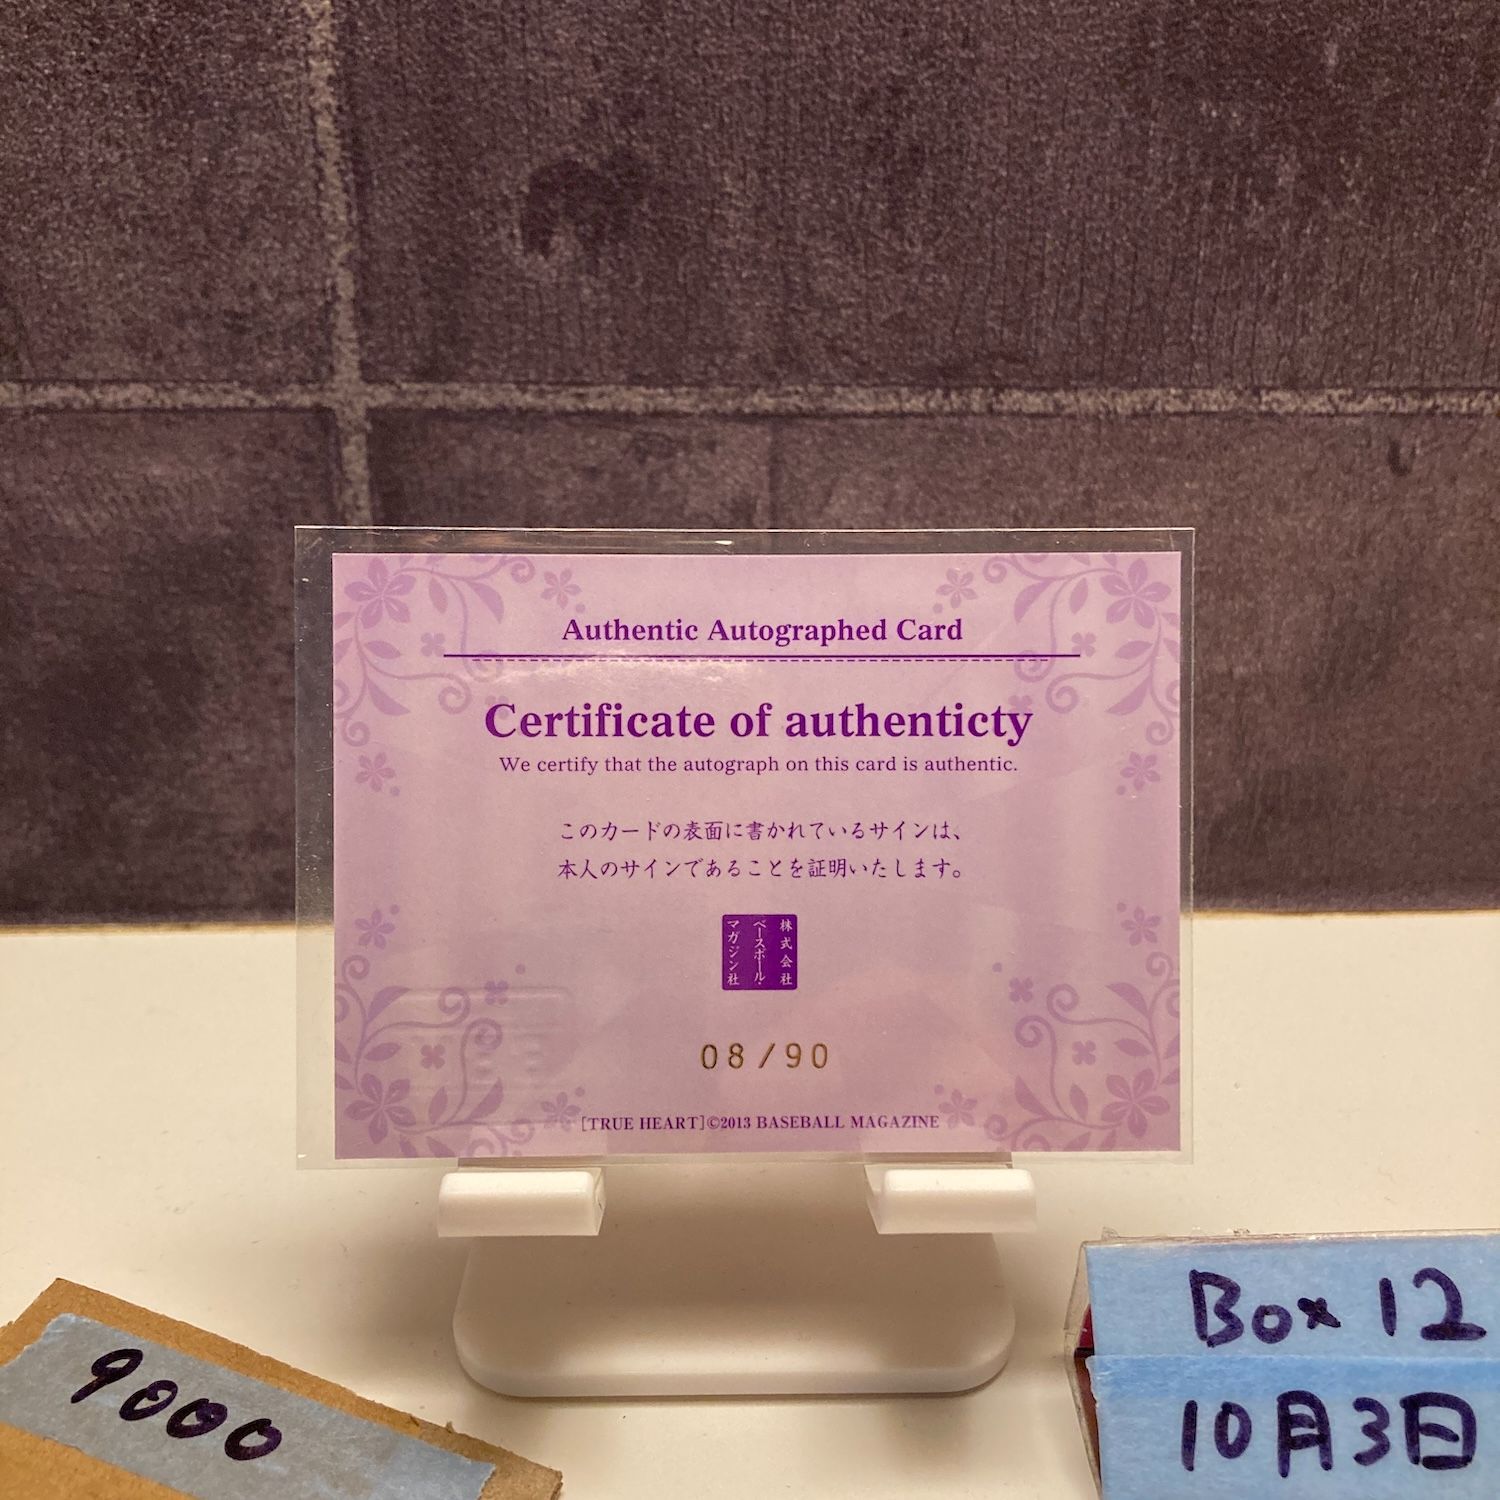 Authentic Autographed Card
Certificate of authenticty
We certify that the autograph on this card is authentic.
このカードの表面に書かれているサインは、
本人のサインであることを証明いたします。
株式会社
ベースボール・
マガジン社
08/90
[TRUE HEART]©2013 BASEBALL MAGAZINE
9000
Box 12
10月3日